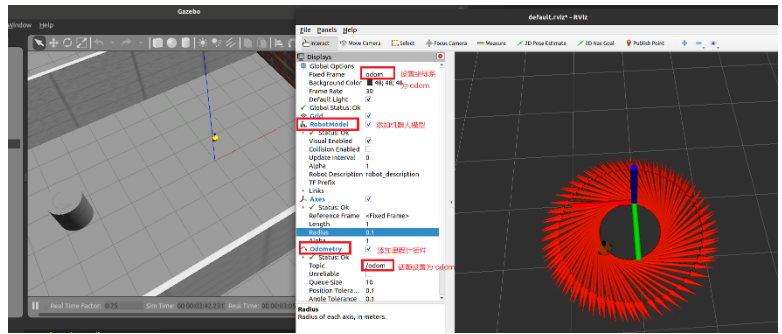 Gazebo
Window Help
Real Time Factor: 0.75 Sim Time: 00:00:03:42.231 Real Time:
default.rviz* - RViz
File Panels Help
Interact Move Camera Select Focus Camera Measure 2D Pose Estimate 2D Nav Goal Publish Point
Displays
Global Options
Fixed Frame odom 设置坐标系
Background Color 48; 48; 48 为 odom
Frame Rate 30
Default Light
Global Status: Ok
Grid
RobotModel 添加机器人模型
Status: Ok
Visual Enabled
Collision Enabled
Update Interval 0
Alpha 1
Robot Description robot_description
TF Prefix
Links
Axes
Status: Ok
Reference Frame <Fixed Frame>
Length 1
Radius 0.1
Alpha 1
Odometry 添加里程计插件
Status: Ok
Topic /odom 话题设置为 odom
Unreliable
Queue Size 10
Position Tolera... 0.1
Angle Tolerance 0.1
Radius
Radius of each axis, in meters.